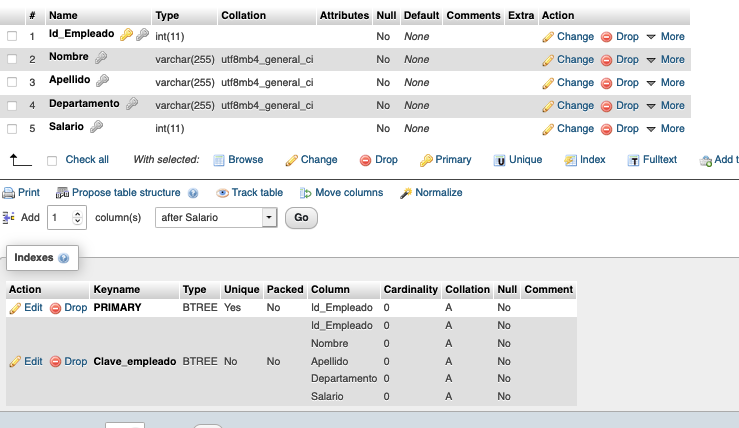 # Name Type Collation Attributes Null Default Comments Extra Action
1 Id_Empleado int(11) No None Change Drop More
2 Nombre varchar(255) utf8mb4_general_ci No None Change Drop More
3 Apellido varchar(255) utf8mb4_general_ci No None Change Drop More
4 Departamento varchar(255) utf8mb4_general_ci No None Change Drop More
5 Salario int(11) No None Change Drop More
Check all With selected: Browse Change Drop Primary Unique Index Fulltext Add t
Print Propose table structure Track table Move columns Normalize
Add 1 column(s) after Salario Go
Indexes
Action Keyname Type Unique Packed Column Cardinality Collation Null Comment
Edit Drop PRIMARY BTREE Yes No Id_Empleado 0 A No
Id_Empleado 0 A No
Nombre 0 A No
Edit Drop Clave_empleado BTREE No No Apellido 0 A No
Departamento 0 A No
Salario 0 A No